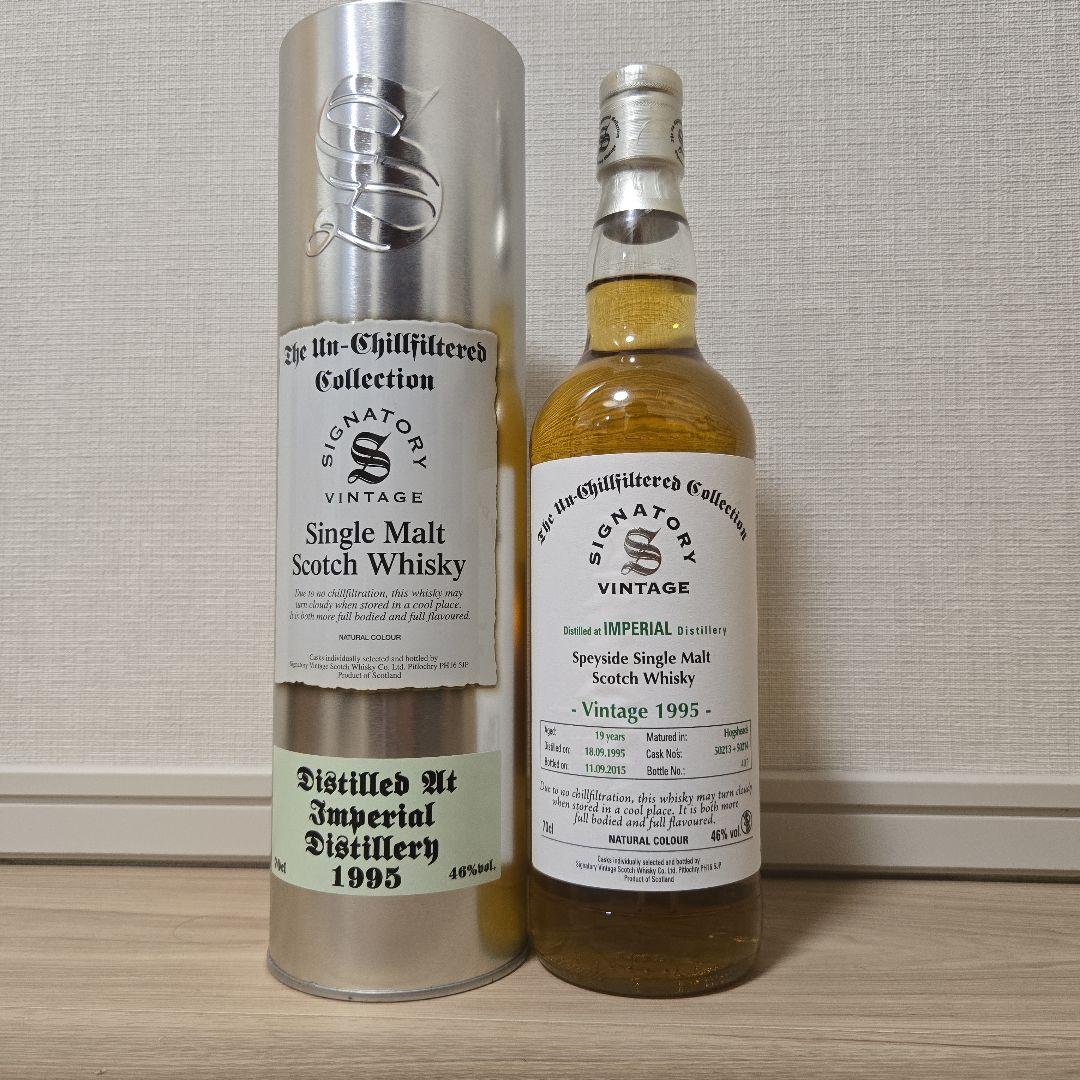 The Un-Chillfiltered
Collection
SIGNATORY
S
VINTAGE
Single Malt
Scotch Whisky
Due to no chillfiltration, this whisky may
turn cloudy when stored in a cool place.
It is both more full bodied and full flavoured.
NATURAL COLOUR
Casks individually selected and bottled by
Signatory Vintage Scotch Whisky Co. Ltd. Pitlochry PH16 5JP
Product of Scotland
Distilled At
Imperial
Distillery
70cl 1995 46%vol.
The Un-Chillfiltered Collection
SIGNATORY
S
VINTAGE
Distilled at IMPERIAL Distillery
Speyside Single Malt
Scotch Whisky
- Vintage 1995 -
Aged: 19 years Matured in: Hogsheads
Distilled on: 18.09.1995 Cask No's: 50213 + 50214
Bottled on: 11.09.2015 Bottle No.:
Due to no chillfiltration, this whisky may turn cloudy
when stored in a cool place. It is both more
full bodied and full flavoured.
70cl NATURAL COLOUR 46% vol.
Casks individually selected and bottled by
Signatory Vintage Scotch Whisky Co. Ltd. Pitlochry PH16 5JP
Product of Scotland